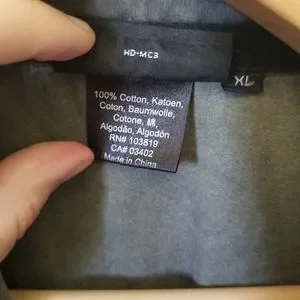 HD-MC3
XL
100% Cotton, Katoen,
Coton, Baumwolle,
Cotone, 綿,
Algodão, Algodón
RN# 103819
CA# 03402
Made in China